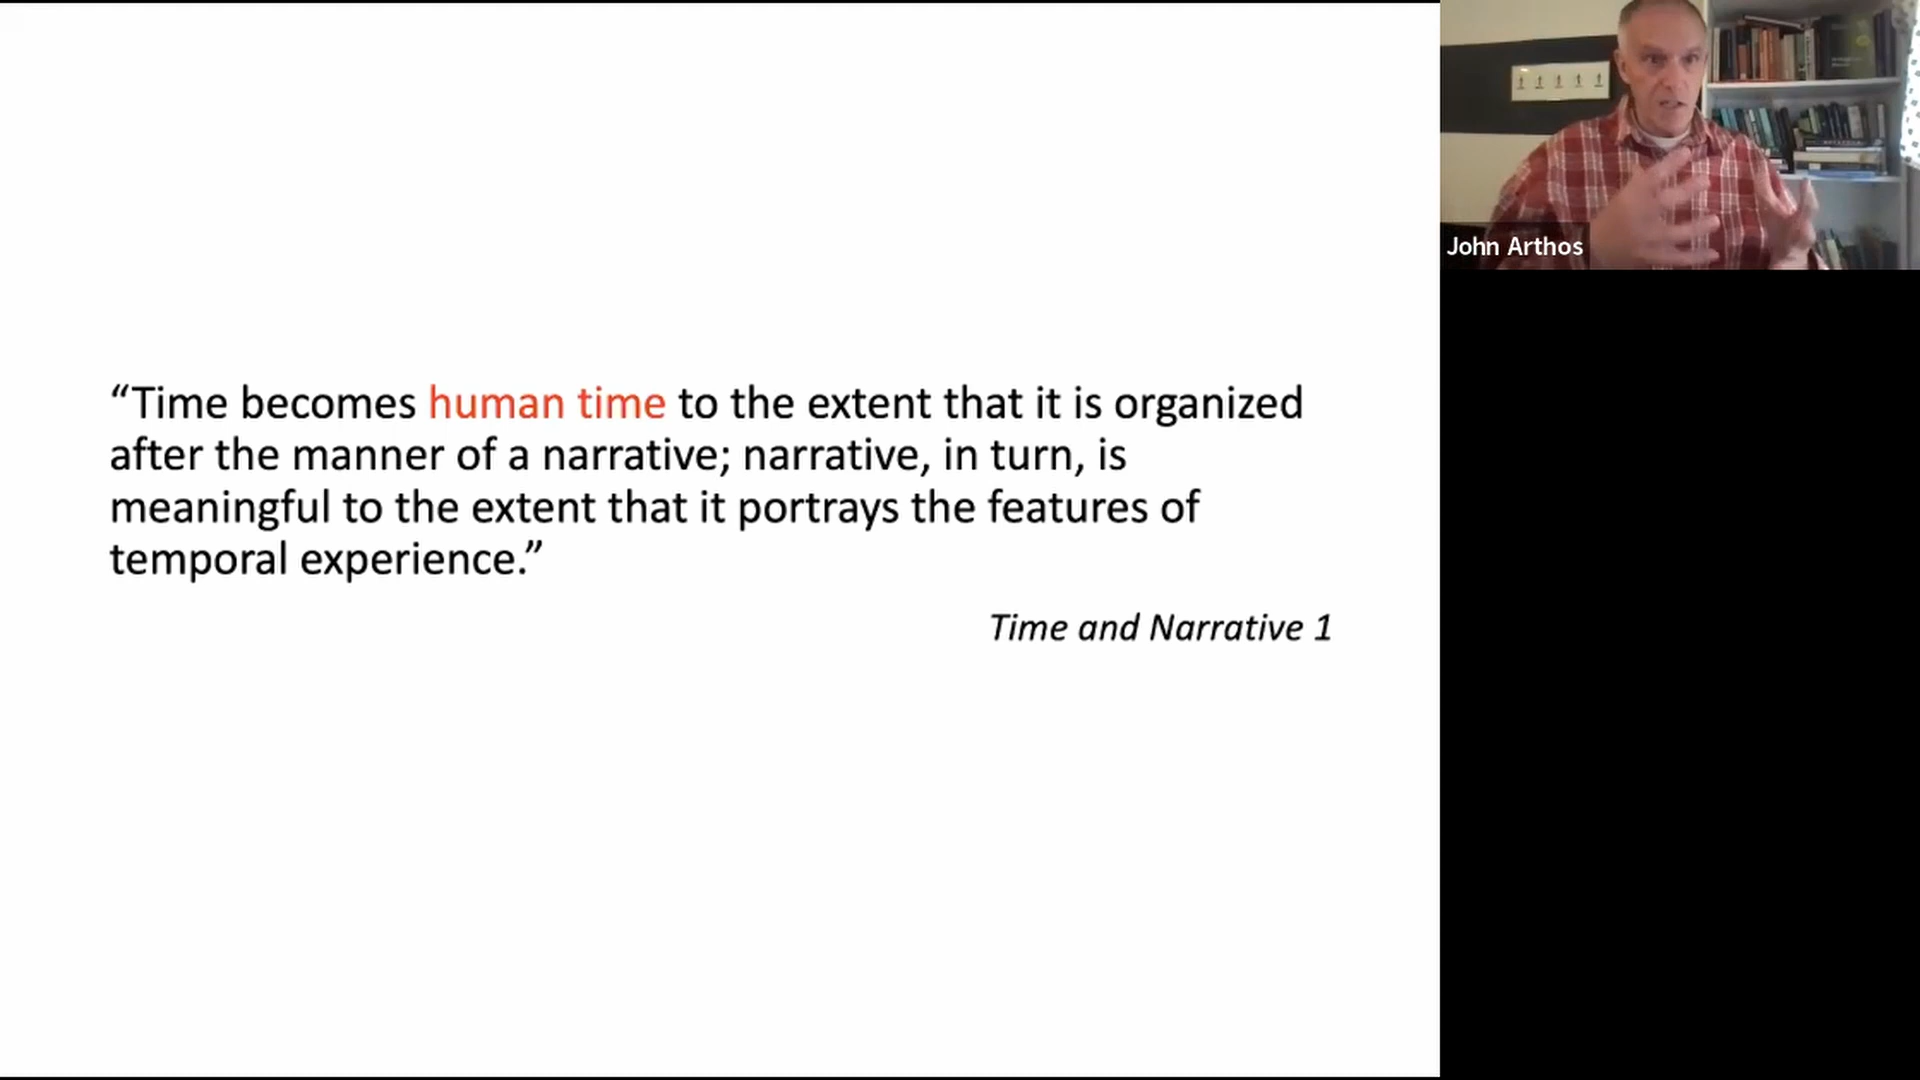 “Time becomes human time to the extent that it is organized
after the manner of a narrative; narrative, in turn, is
meaningful to the extent that it portrays the features of
temporal experience.”
Time and Narrative 1
John Arthos